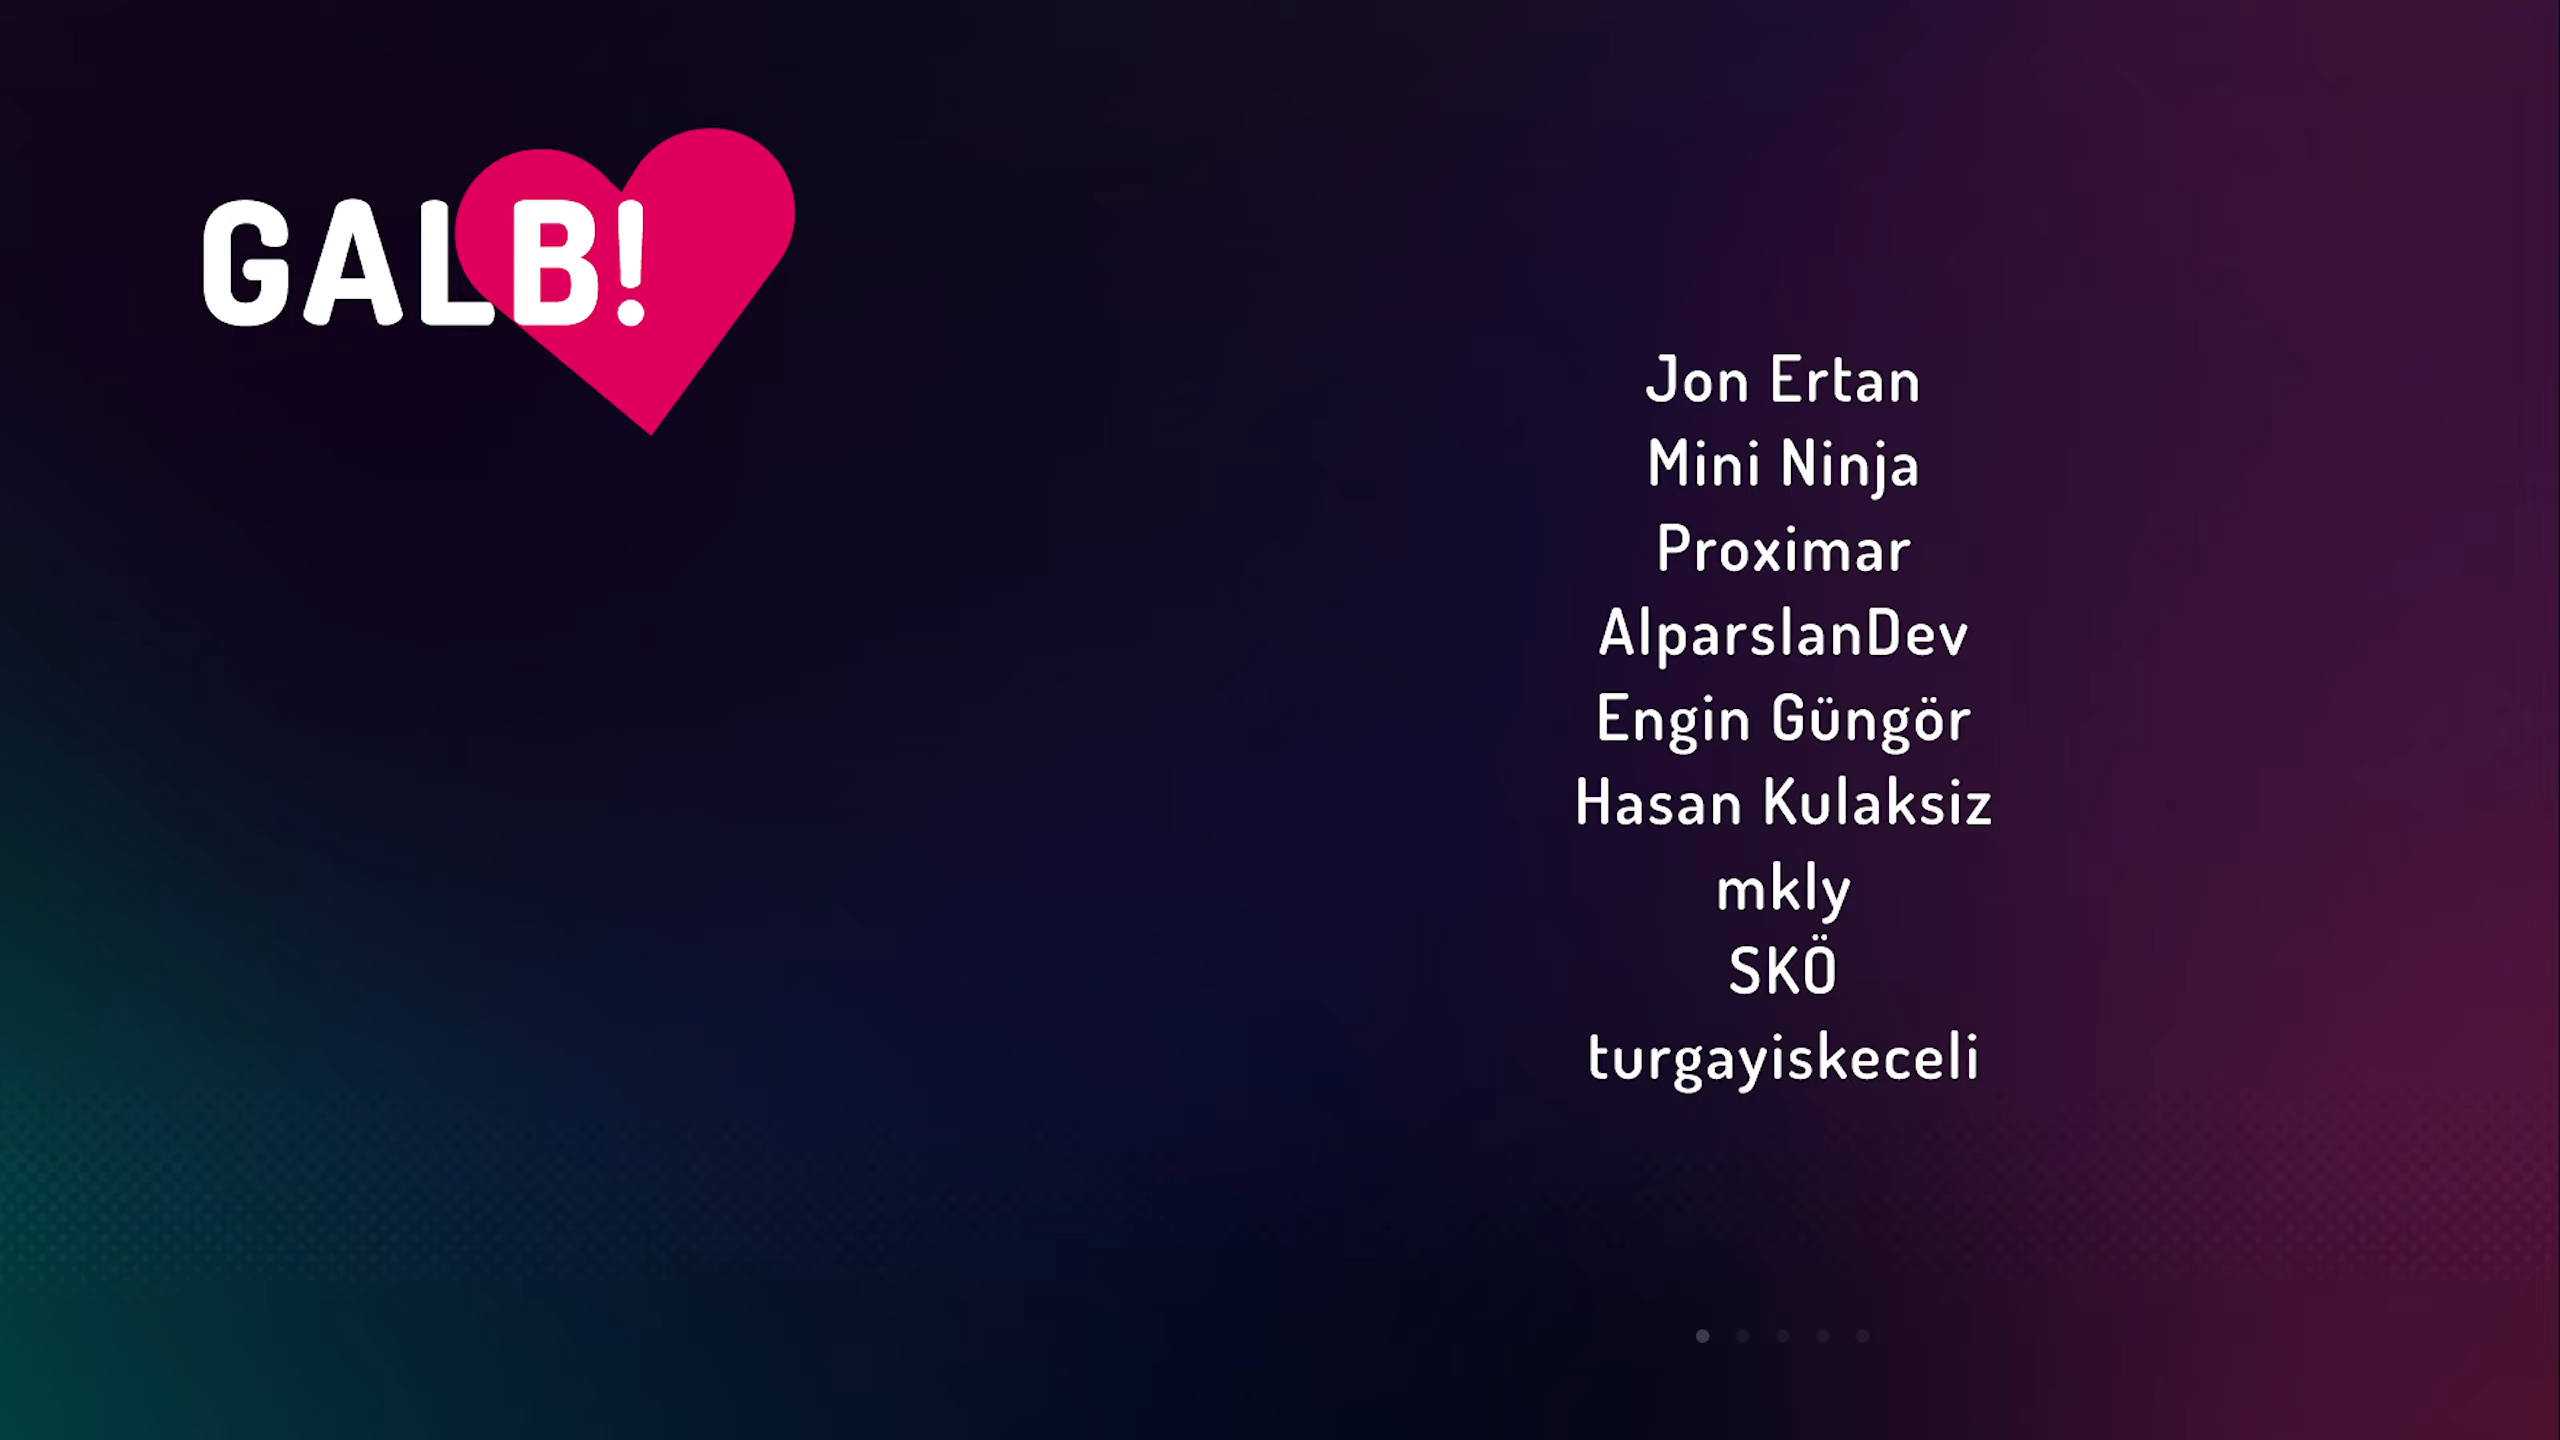 GALB!
Jon Ertan
Mini Ninja
Proximar
AlparslanDev
Engin Güngör
Hasan Kulaksiz
mkly
SKÖ
turgayiskeceli